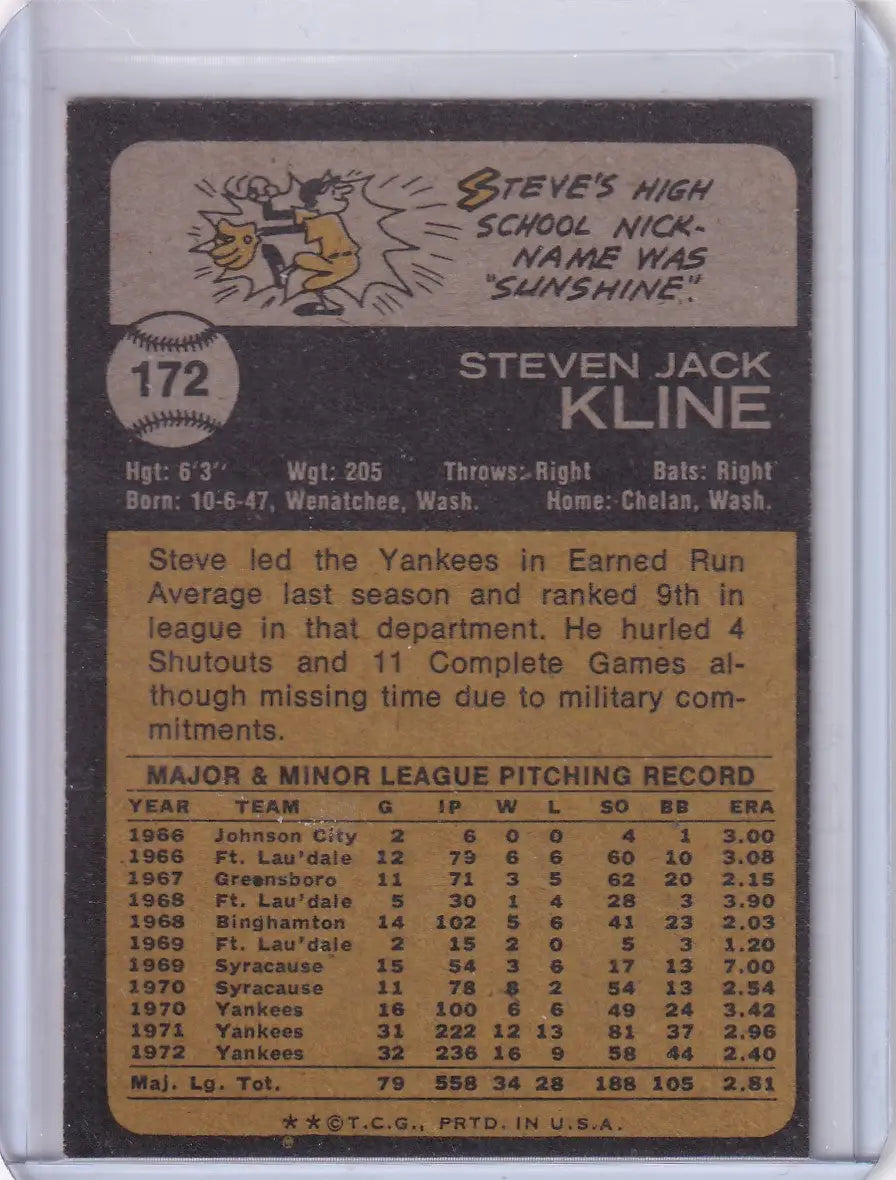 STEVE'S HIGH
SCHOOL NICK-
NAME WAS
"SUNSHINE."
172
STEVEN JACK
KLINE
Hgt: 6'3" Wgt: 205 Throws: Right Bats: Right
Born: 10-6-47, Wenatchee, Wash. Home: Chelan, Wash.
Steve led the Yankees in Earned Run
Average last season and ranked 9th in
league in that department. He hurled 4
Shutouts and 11 Complete Games al-
though missing time due to military com-
mitments.
MAJOR & MINOR LEAGUE PITCHING RECORD
YEAR TEAM G IP W L SO BB ERA
1966 Johnson City 2 6 0 0 4 1 3.00
1966 Ft. Lau'dale 12 79 6 6 60 10 3.08
1967 Greensboro 11 71 3 5 62 20 2.15
1968 Ft. Lau'dale 5 30 1 4 28 3 3.90
1968 Binghamton 14 102 5 6 41 23 2.03
1969 Ft. Lau'dale 2 15 2 0 5 3 1.20
1969 Syracause 15 54 3 6 17 13 7.00
1970 Syracause 11 78 8 2 54 13 2.54
1970 Yankees 16 100 6 6 49 24 3.42
1971 Yankees 31 222 12 13 81 37 2.96
1972 Yankees 32 236 16 9 58 44 2.40
Maj. Lg. Tot. 79 558 34 28 188 105 2.81
**©T.C.G., PRTD. IN U.S.A.